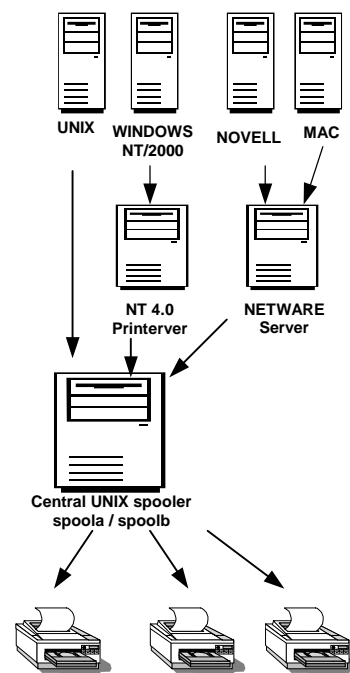 UNIX
WINDOWS
NT/2000
NOVELL
MAC
NT 4.0
Printerver
NETWARE
Server
Central UNIX spooler
spoola / spoolb